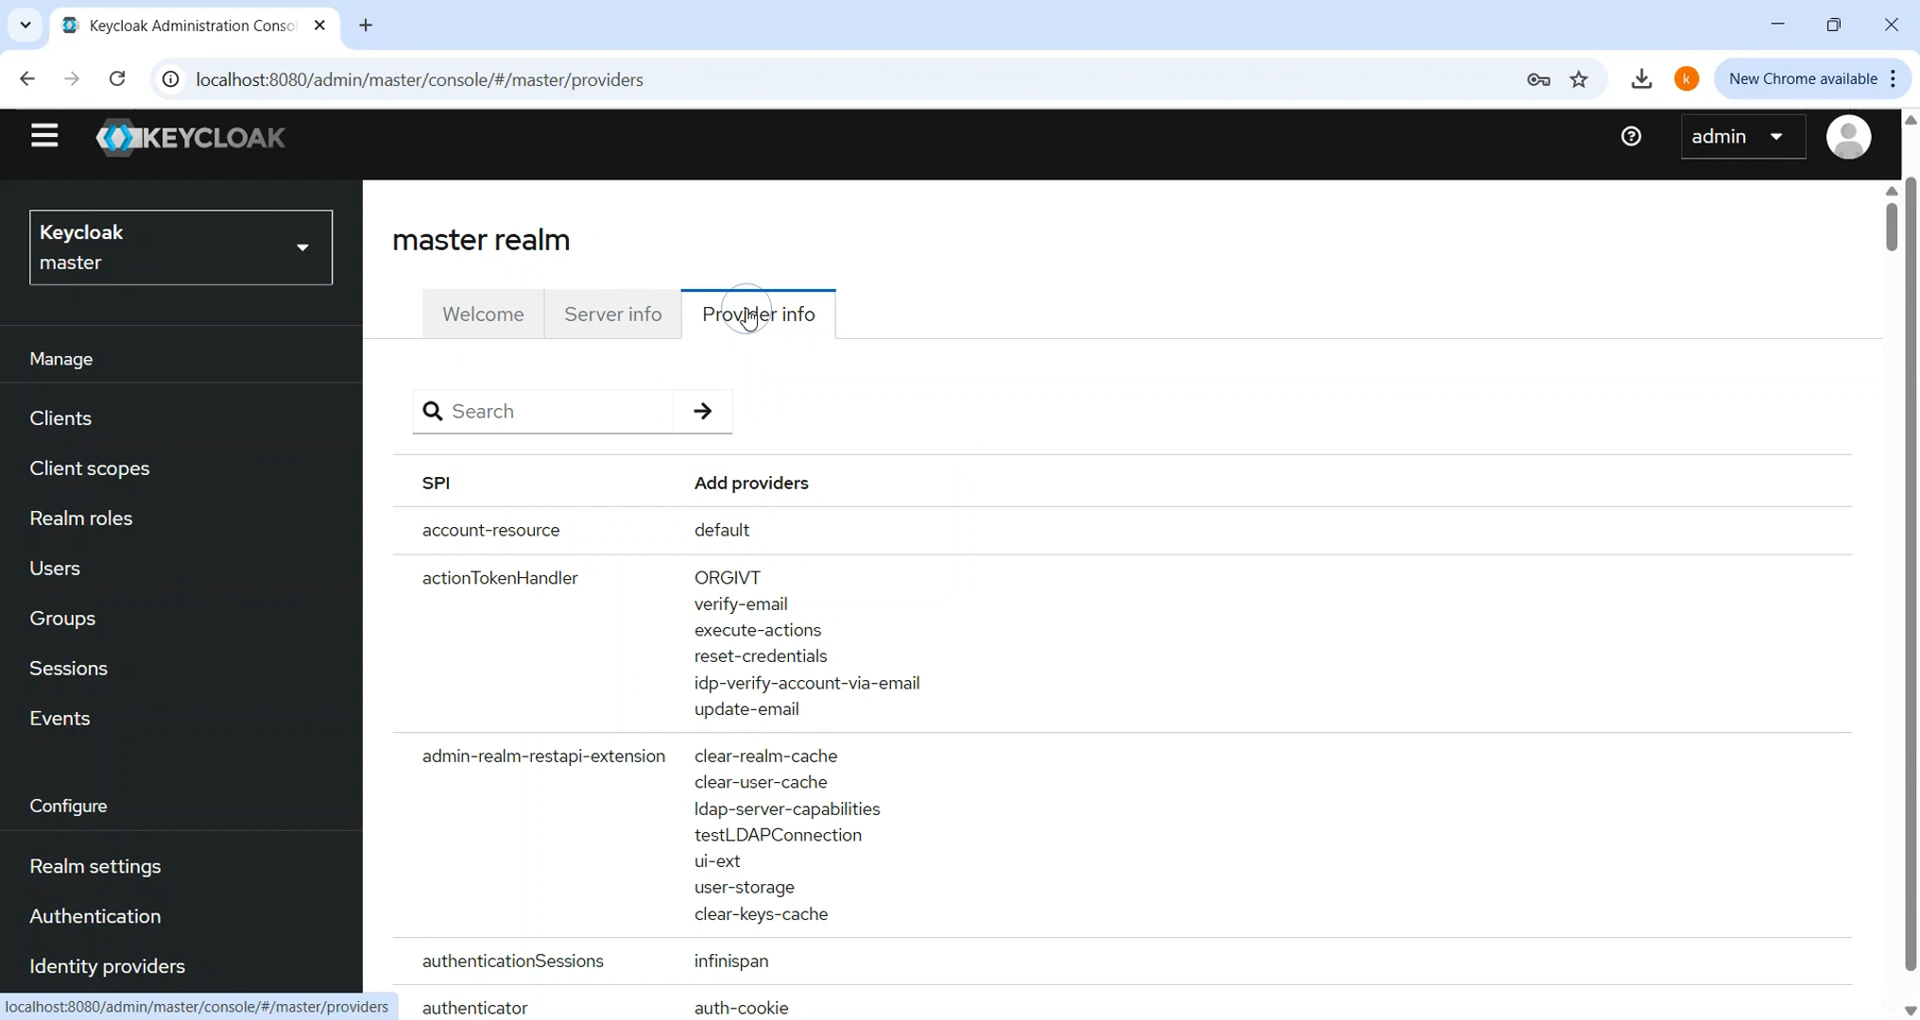 Keycloak Administration Conso
localhost:8080/admin/master/console/#/master/providers
k
New Chrome available
KEYCLOAK
admin
Keycloak
master
Manage
Clients
Client scopes
Realm roles
Users
Groups
Sessions
Events
Configure
Realm settings
Authentication
Identity providers
localhost:8080/admin/master/console/#/master/providers
master realm
Welcome Server info Provider info
Search
SPI Add providers
account-resource default
actionTokenHandler ORGIVT
verify-email
execute-actions
reset-credentials
idp-verify-account-via-email
update-email
admin-realm-restapi-extension clear-realm-cache
clear-user-cache
ldap-server-capabilities
testLDAPConnection
ui-ext
user-storage
clear-keys-cache
authenticationSessions infinispan
authenticator auth-cookie